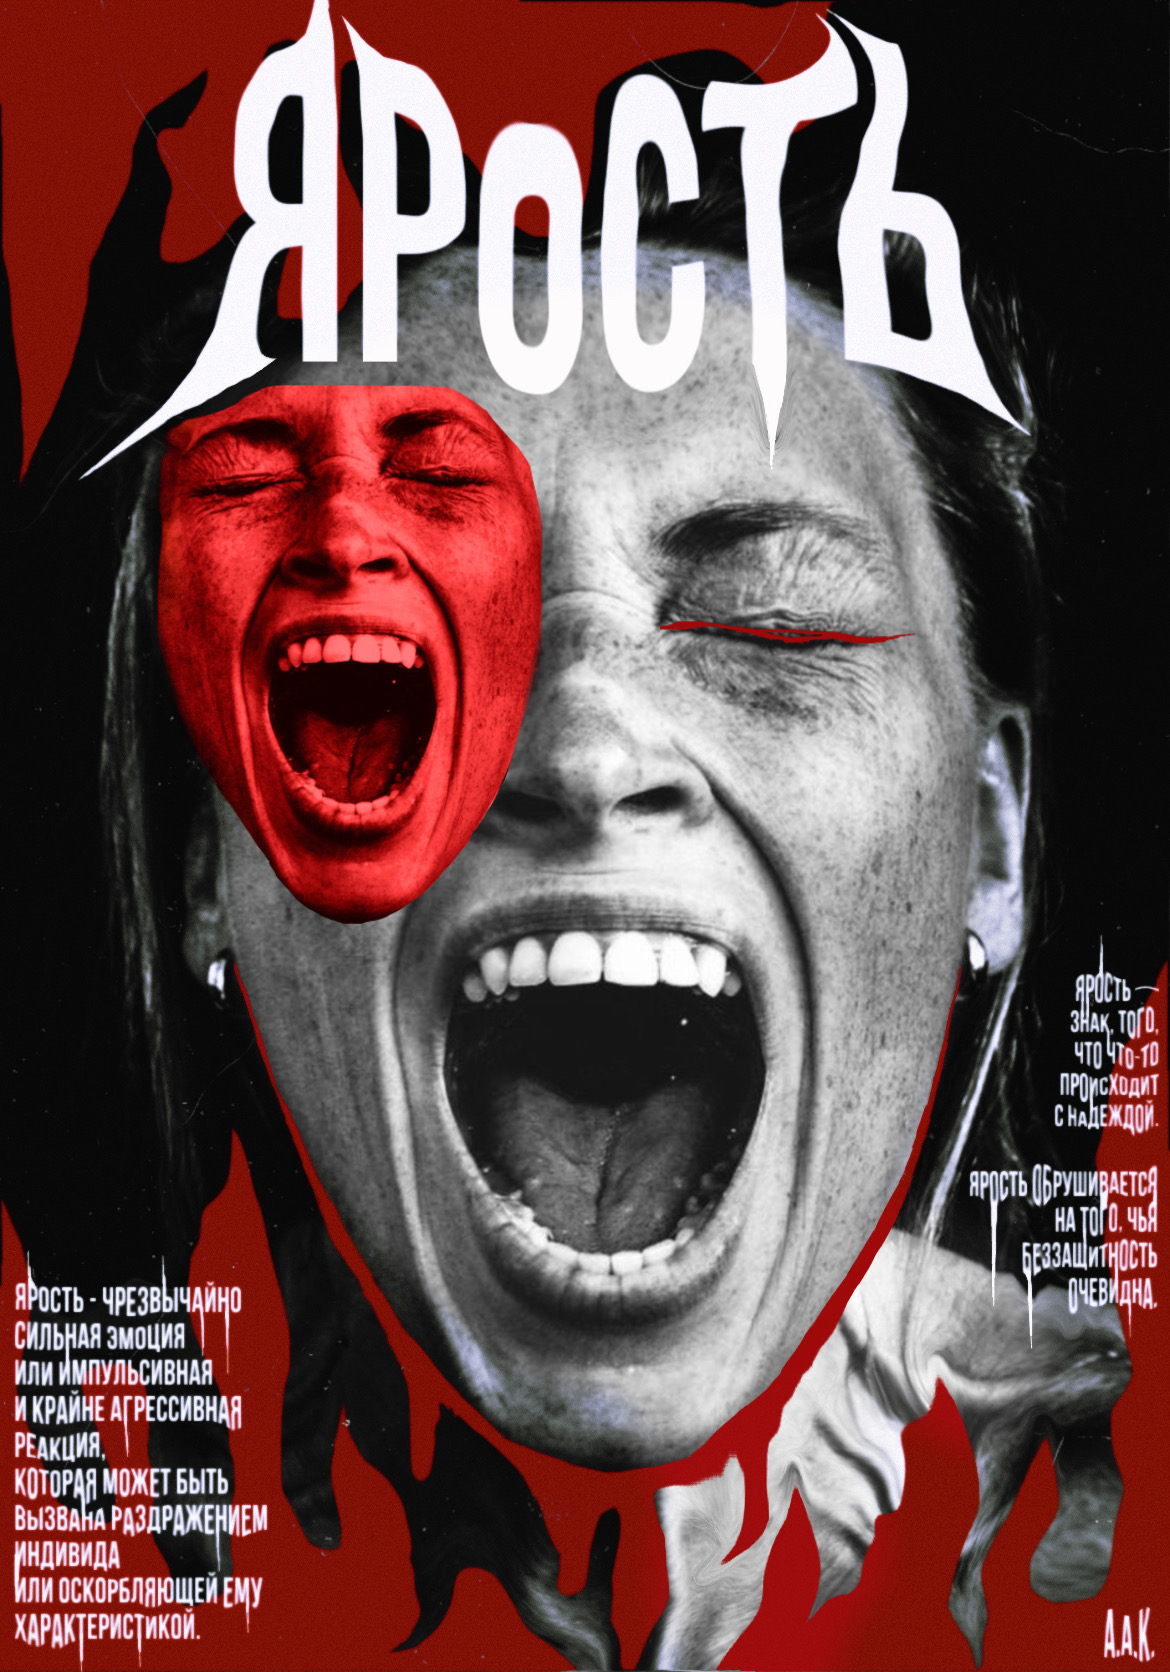 ЯРОСТЬ
ЯРОСТЬ —
ЗНАК, ТОГО,
ЧТО ЧТО-ТО
ПРОИСХОДИТ
С НАДЕЖДОЙ.
ЯРОСТЬ ОБРУШИВАЕТСЯ
НА ТОГО, ЧЬЯ
БЕЗЗАЩИТНОСТЬ
ОЧЕВИДНА.
ЯРОСТЬ - ЧРЕЗВЫЧАЙНО
СИЛЬНАЯ ЭМОЦИЯ
ИЛИ ИМПУЛЬСИВНАЯ
И КРАЙНЕ АГРЕССИВНАЯ
РЕАКЦИЯ,
КОТОРАЯ МОЖЕТ БЫТЬ
ВЫЗВАНА РАЗДРАЖЕНИЕМ
ИНДИВИДА
ИЛИ ОСКОРБЛЯЮЩЕЙ ЕМУ
ХАРАКТЕРИСТИКОЙ.
А.А.К.